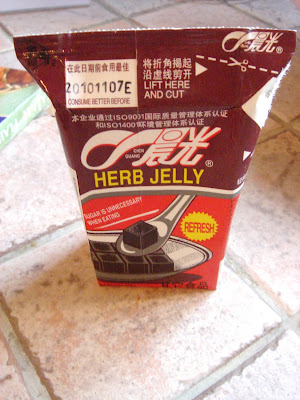 在此日期前食用最佳
20101107E
CONSUME BETTER BEFORE
将折角揭起
沿虚线剪开
LIFT HERE
AND CUT
晨光®
本企业通过ISO9001国际质量管理体系认证
和ISO14001环境管理体系认证
晨光®
CHEN
GUANG
HERB JELLY
SUGAR IS UNNECESSARY
WHEN EATING
REFRESH